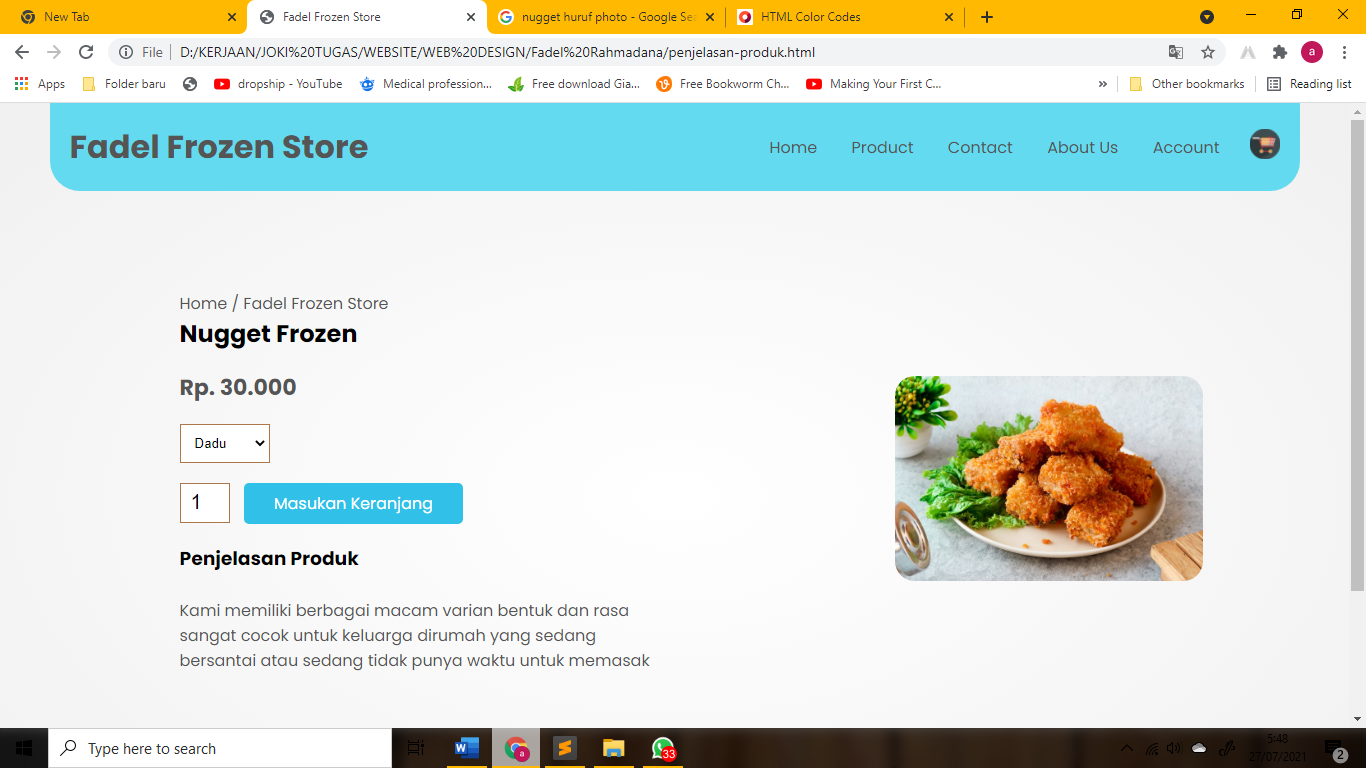 New Tab
Fadel Frozen Store
nugget huruf photo - Google Sea
HTML Color Codes
File
D:/KERJAAN/JOKI%20TUGAS/WEBSITE/WEB%20DESIGN/Fadel%20Rahmadana/penjelasan-produk.html
a
Apps
Folder baru
dropship - YouTube
Medical profession...
Free download Gia...
Free Bookworm Ch...
Making Your First C...
»
Other bookmarks
Reading list
Fadel Frozen Store
Home
Product
Contact
About Us
Account
Home / Fadel Frozen Store
Nugget Frozen
Rp. 30.000
Dadu
1
Masukan Keranjang
Penjelasan Produk
Kami memiliki berbagai macam varian bentuk dan rasa
sangat cocok untuk keluarga dirumah yang sedang
bersantai atau sedang tidak punya waktu untuk memasak
Type here to search
a
33
5:48
27/07/2021
2